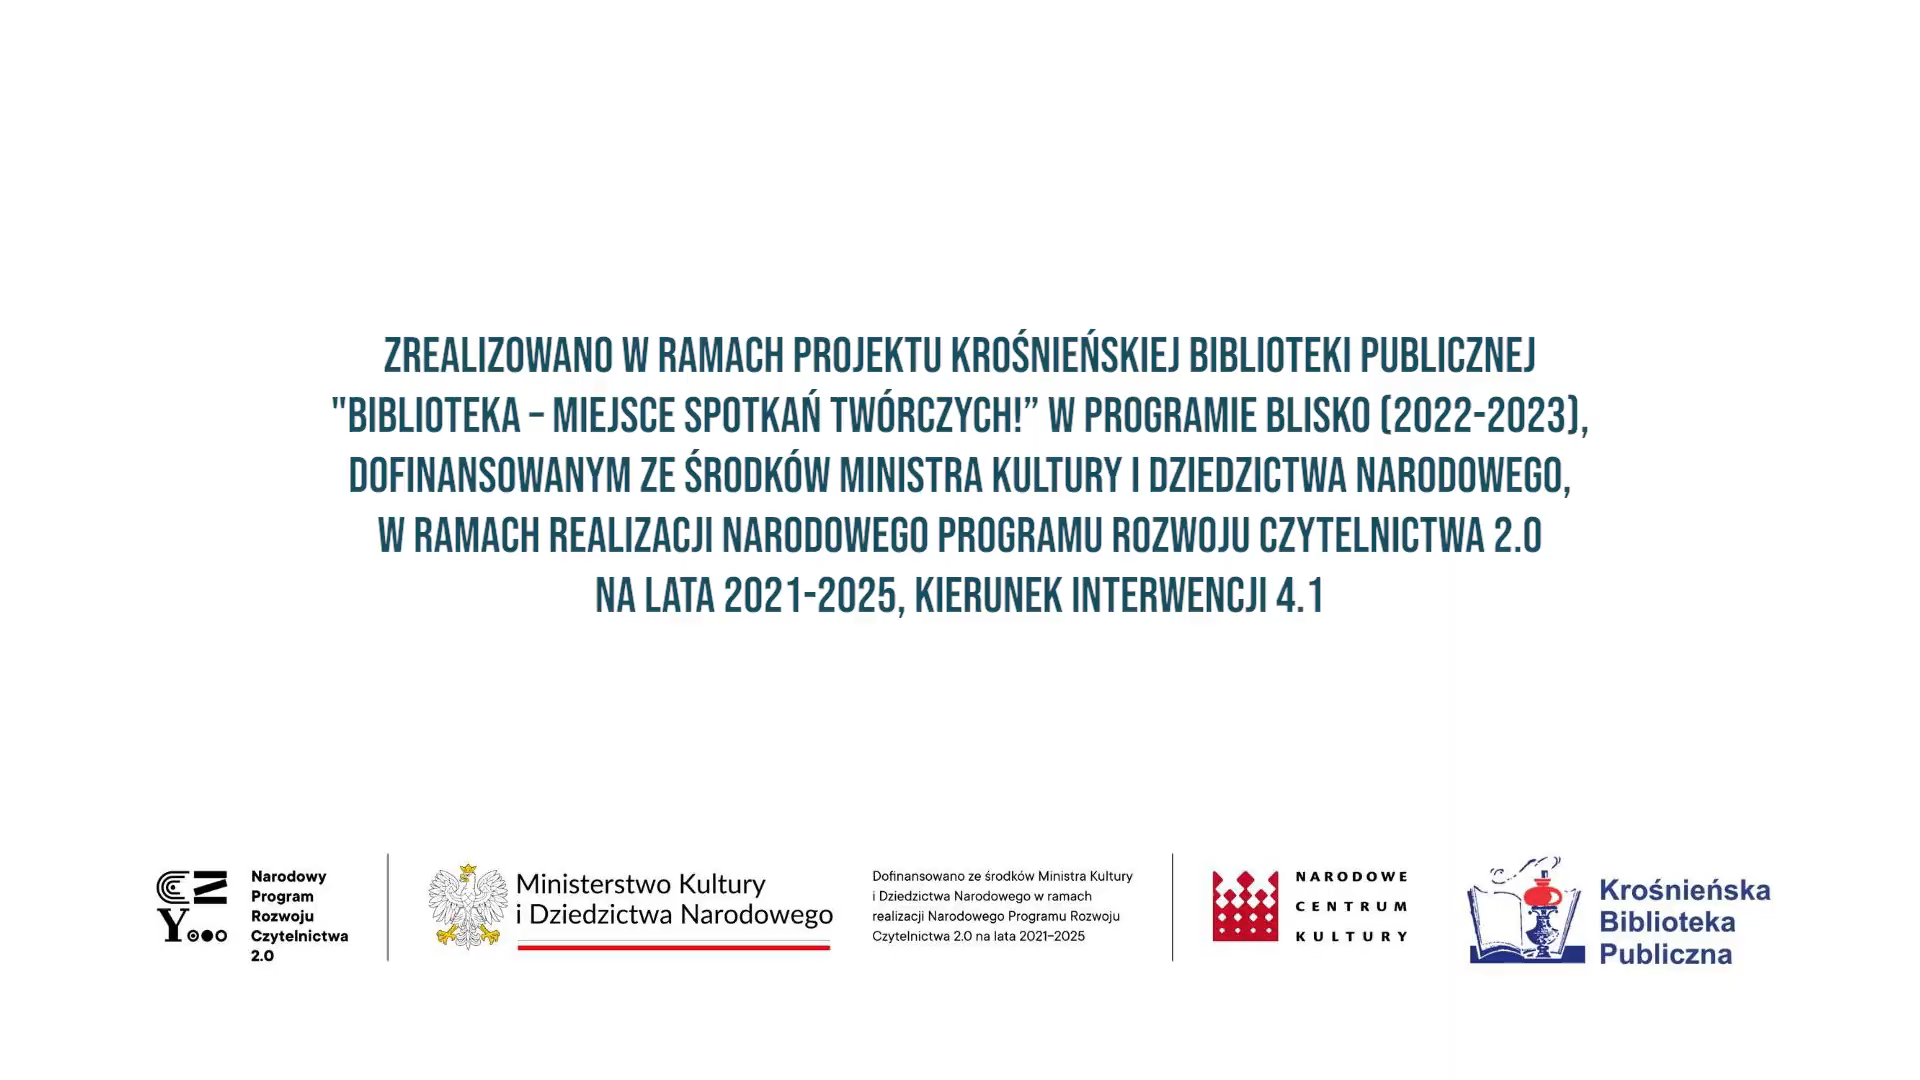 ZREALIZOWANO W RAMACH PROJEKTU KROŚNIEŃSKIEJ BIBLIOTEKI PUBLICZNEJ
"BIBLIOTEKA – MIEJSCE SPOTKAŃ TWÓRCZYCH!” W PROGRAMIE BLISKO (2022-2023),
DOFINANSOWANYM ZE ŚRODKÓW MINISTRA KULTURY I DZIEDZICTWA NARODOWEGO,
W RAMACH REALIZACJI NARODOWEGO PROGRAMU ROZWOJU CZYTELNICTWA 2.0
NA LATA 2021-2025, KIERUNEK INTERWENCJI 4.1
Narodowy
Program
Rozwoju
Czytelnictwa
2.0
Ministerstwo Kultury
i Dziedzictwa Narodowego
Dofinansowano ze środków Ministra Kultury
i Dziedzictwa Narodowego w ramach
realizacji Narodowego Programu Rozwoju
Czytelnictwa 2.0 na lata 2021–2025
NARODOWE
CENTRUM
KULTURY
Krośnieńska
Biblioteka
Publiczna